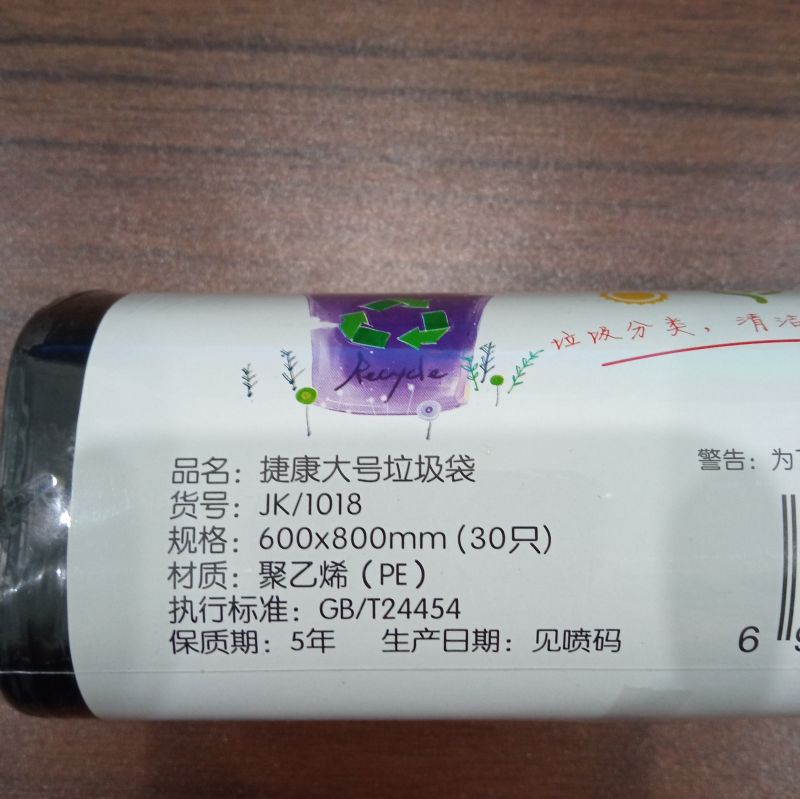 Recycle
垃圾分类，清洁
品名：捷康大号垃圾袋
货号：JK/1018
规格：600x800mm（30只）
材质：聚乙烯（PE）
执行标准：GB/T24454
保质期：5年 生产日期：见喷码
警告：为了
6 9